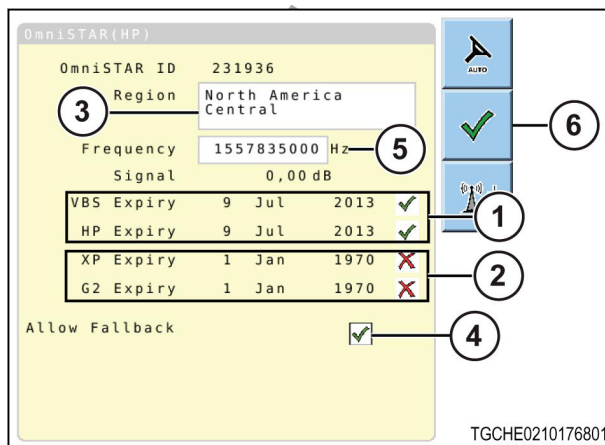 OmniSTAR(HP)
OmniSTAR ID 231936
Region North America
Central
3
Frequency 1557835000 Hz
5
Signal 0,00 dB
VBS Expiry 9 Jul 2013
HP Expiry 9 Jul 2013
1
XP Expiry 1 Jan 1970
G2 Expiry 1 Jan 1970
2
Allow Fallback
4
AUTO
6
TGCHE0210176801